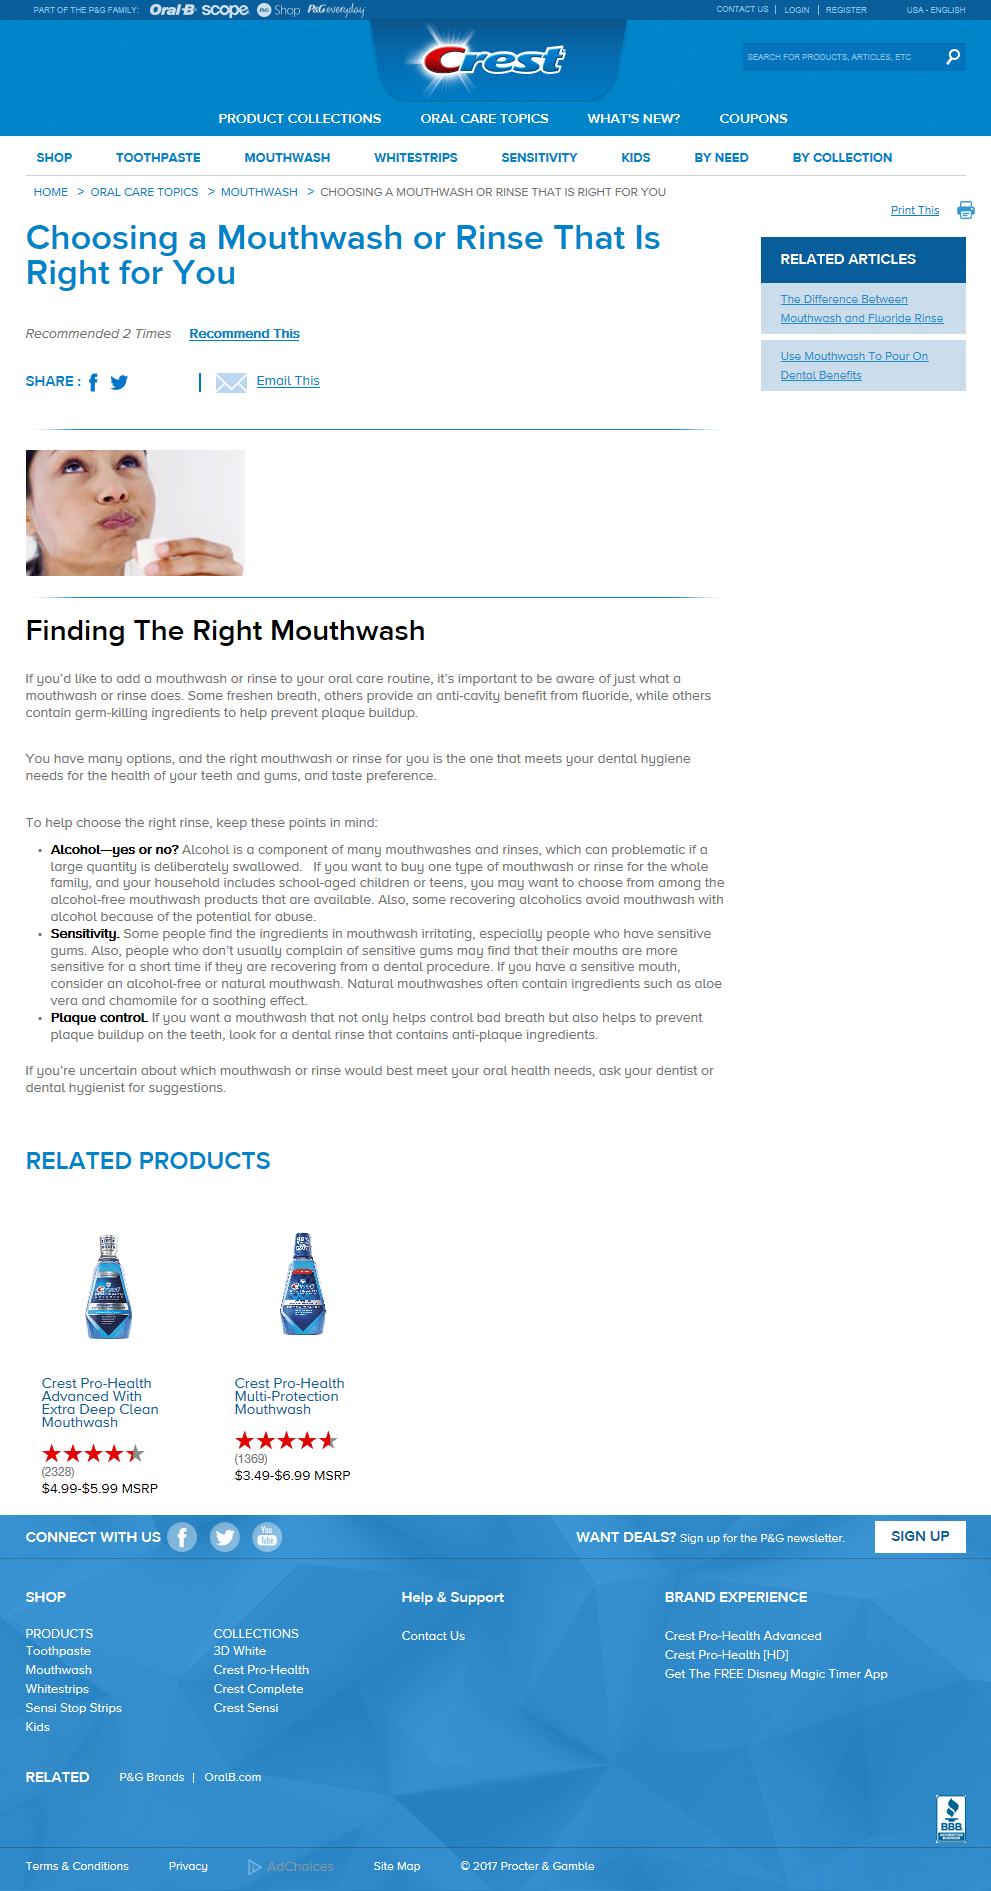 PART OF THE P&G FAMILY: Oral-B scope P&G Shop P&G everyday CONTACT US | LOGIN | REGISTER USA - ENGLISH
Crest
SEARCH FOR PRODUCTS, ARTICLES, ETC
PRODUCT COLLECTIONS ORAL CARE TOPICS WHAT'S NEW? COUPONS
SHOP TOOTHPASTE MOUTHWASH WHITESTRIPS SENSITIVITY KIDS BY NEED BY COLLECTION
HOME > ORAL CARE TOPICS > MOUTHWASH > CHOOSING A MOUTHWASH OR RINSE THAT IS RIGHT FOR YOU
Print This
Choosing a Mouthwash or Rinse That Is
Right for You
Recommended 2 Times Recommend This
SHARE : | Email This
RELATED ARTICLES
The Difference Between
Mouthwash and Fluoride Rinse
Use Mouthwash To Pour On
Dental Benefits
Finding The Right Mouthwash
If you'd like to add a mouthwash or rinse to your oral care routine, it's important to be aware of just what a
mouthwash or rinse does. Some freshen breath, others provide an anti-cavity benefit from fluoride, while others
contain germ-killing ingredients to help prevent plaque buildup.
You have many options, and the right mouthwash or rinse for you is the one that meets your dental hygiene
needs for the health of your teeth and gums, and taste preference.
To help choose the right rinse, keep these points in mind:
• Alcohol—yes or no? Alcohol is a component of many mouthwashes and rinses, which can problematic if a
large quantity is deliberately swallowed. If you want to buy one type of mouthwash or rinse for the whole
family, and your household includes school-aged children or teens, you may want to choose from among the
alcohol-free mouthwash products that are available. Also, some recovering alcoholics avoid mouthwash with
alcohol because of the potential for abuse.
• Sensitivity. Some people find the ingredients in mouthwash irritating, especially people who have sensitive
gums. Also, people who don't usually complain of sensitive gums may find that their mouths are more
sensitive for a short time if they are recovering from a dental procedure. If you have a sensitive mouth,
consider an alcohol-free or natural mouthwash. Natural mouthwashes often contain ingredients such as aloe
vera and chamomile for a soothing effect.
• Plaque control. If you want a mouthwash that not only helps control bad breath but also helps to prevent
plaque buildup on the teeth, look for a dental rinse that contains anti-plaque ingredients.
If you're uncertain about which mouthwash or rinse would best meet your oral health needs, ask your dentist or
dental hygienist for suggestions.
RELATED PRODUCTS
Crest Pro-Health
Advanced With
Extra Deep Clean
Mouthwash
(2328)
$4.99-$5.99 MSRP
Crest Pro-Health
Multi-Protection
Mouthwash
(1369)
$3.49-$6.99 MSRP
CONNECT WITH US You Tube WANT DEALS? Sign up for the P&G newsletter. SIGN UP
SHOP
PRODUCTS
Toothpaste
Mouthwash
Whitestrips
Sensi Stop Strips
Kids
COLLECTIONS
3D White
Crest Pro-Health
Crest Complete
Crest Sensi
Help & Support
Contact Us
BRAND EXPERIENCE
Crest Pro-Health Advanced
Crest Pro-Health [HD]
Get The FREE Disney Magic Timer App
RELATED P&G Brands | OralB.com
BBB.
ACCREDITED
BUSINESS
Terms & Conditions Privacy AdChoices Site Map © 2017 Procter & Gamble